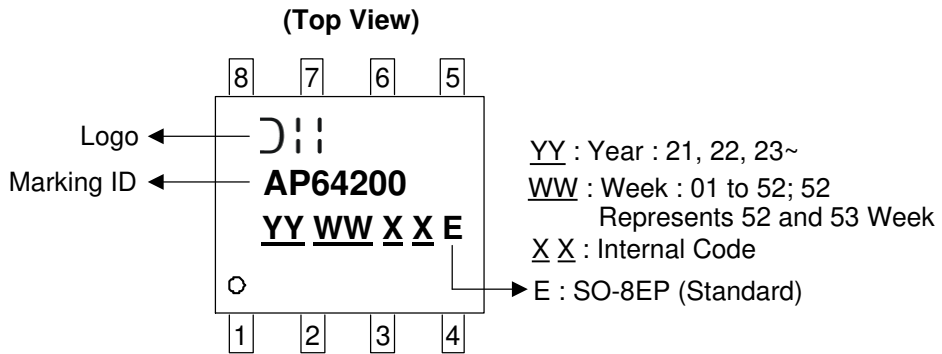 (Top View)
8 7 6 5
Logo
Marking ID
AP64200
YY WW X X E
YY : Year : 21, 22, 23~
WW : Week : 01 to 52; 52
Represents 52 and 53 Week
X X : Internal Code
E : SO-8EP (Standard)
1 2 3 4